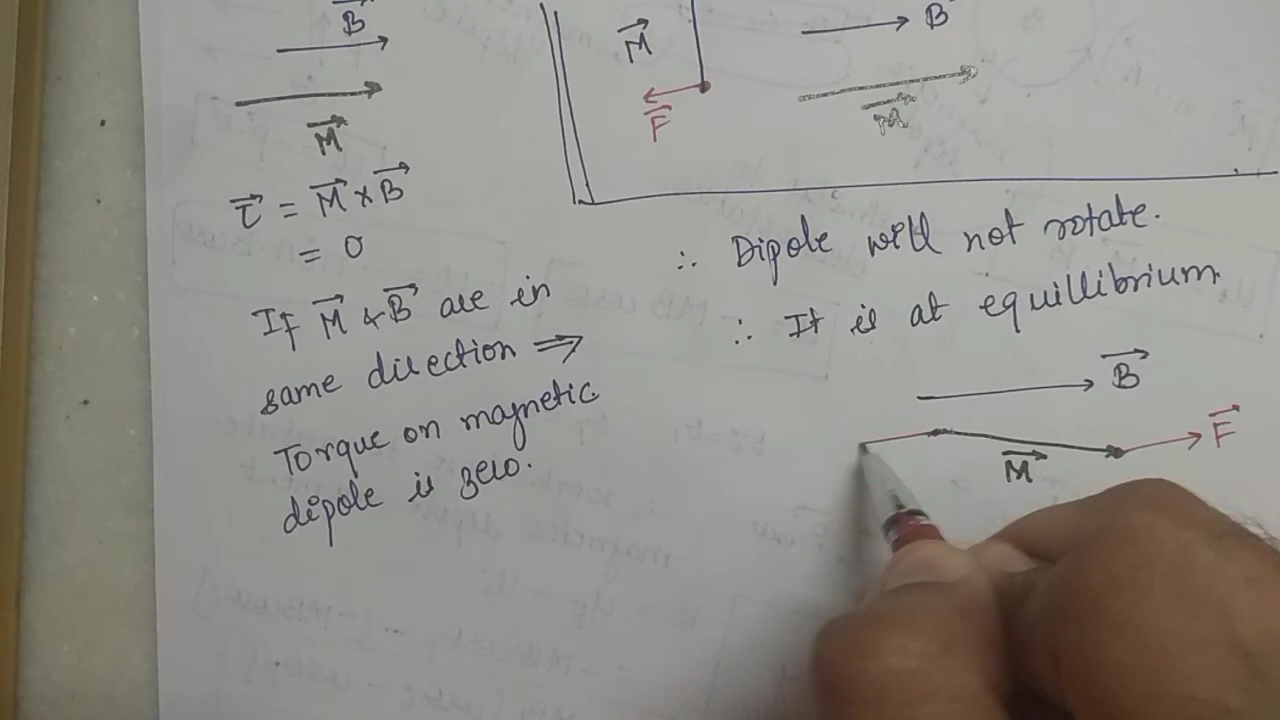 B⃗
M⃗
τ⃗ = M⃗ × B⃗
= 0
If M⃗ & B⃗ are in
same direction ⇒
Torque on magnetic
dipole is zero.
M⃗
F⃗
B
M⃗
∴ Dipole will not rotate.
∴ It is at equillibrium
B⃗
F⃗
M⃗